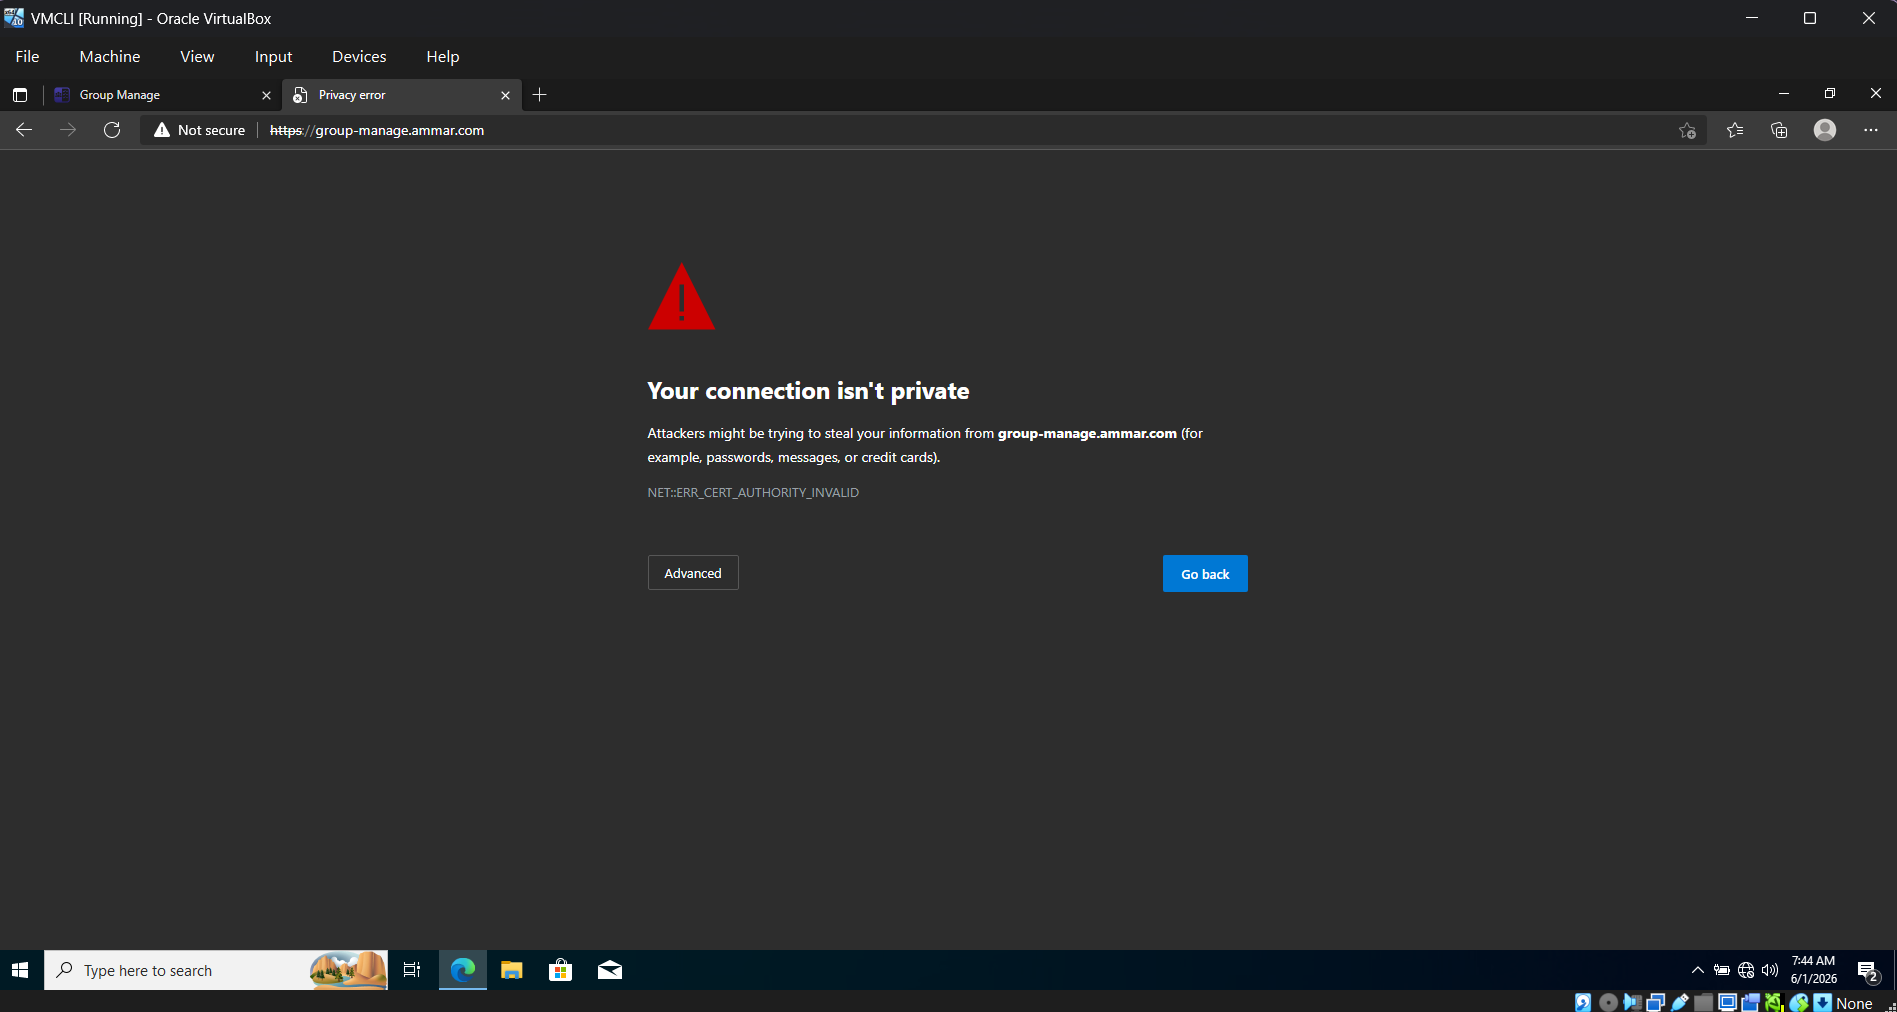 VMCLI [Running] - Oracle VirtualBox
File Machine View Input Devices Help
Group Manage
Privacy error
Not secure https://group-manage.ammar.com
Your connection isn't private
Attackers might be trying to steal your information from group-manage.ammar.com (for
example, passwords, messages, or credit cards).
NET::ERR_CERT_AUTHORITY_INVALID
Advanced
Go back
Type here to search
7:44 AM
6/1/2026
2
None